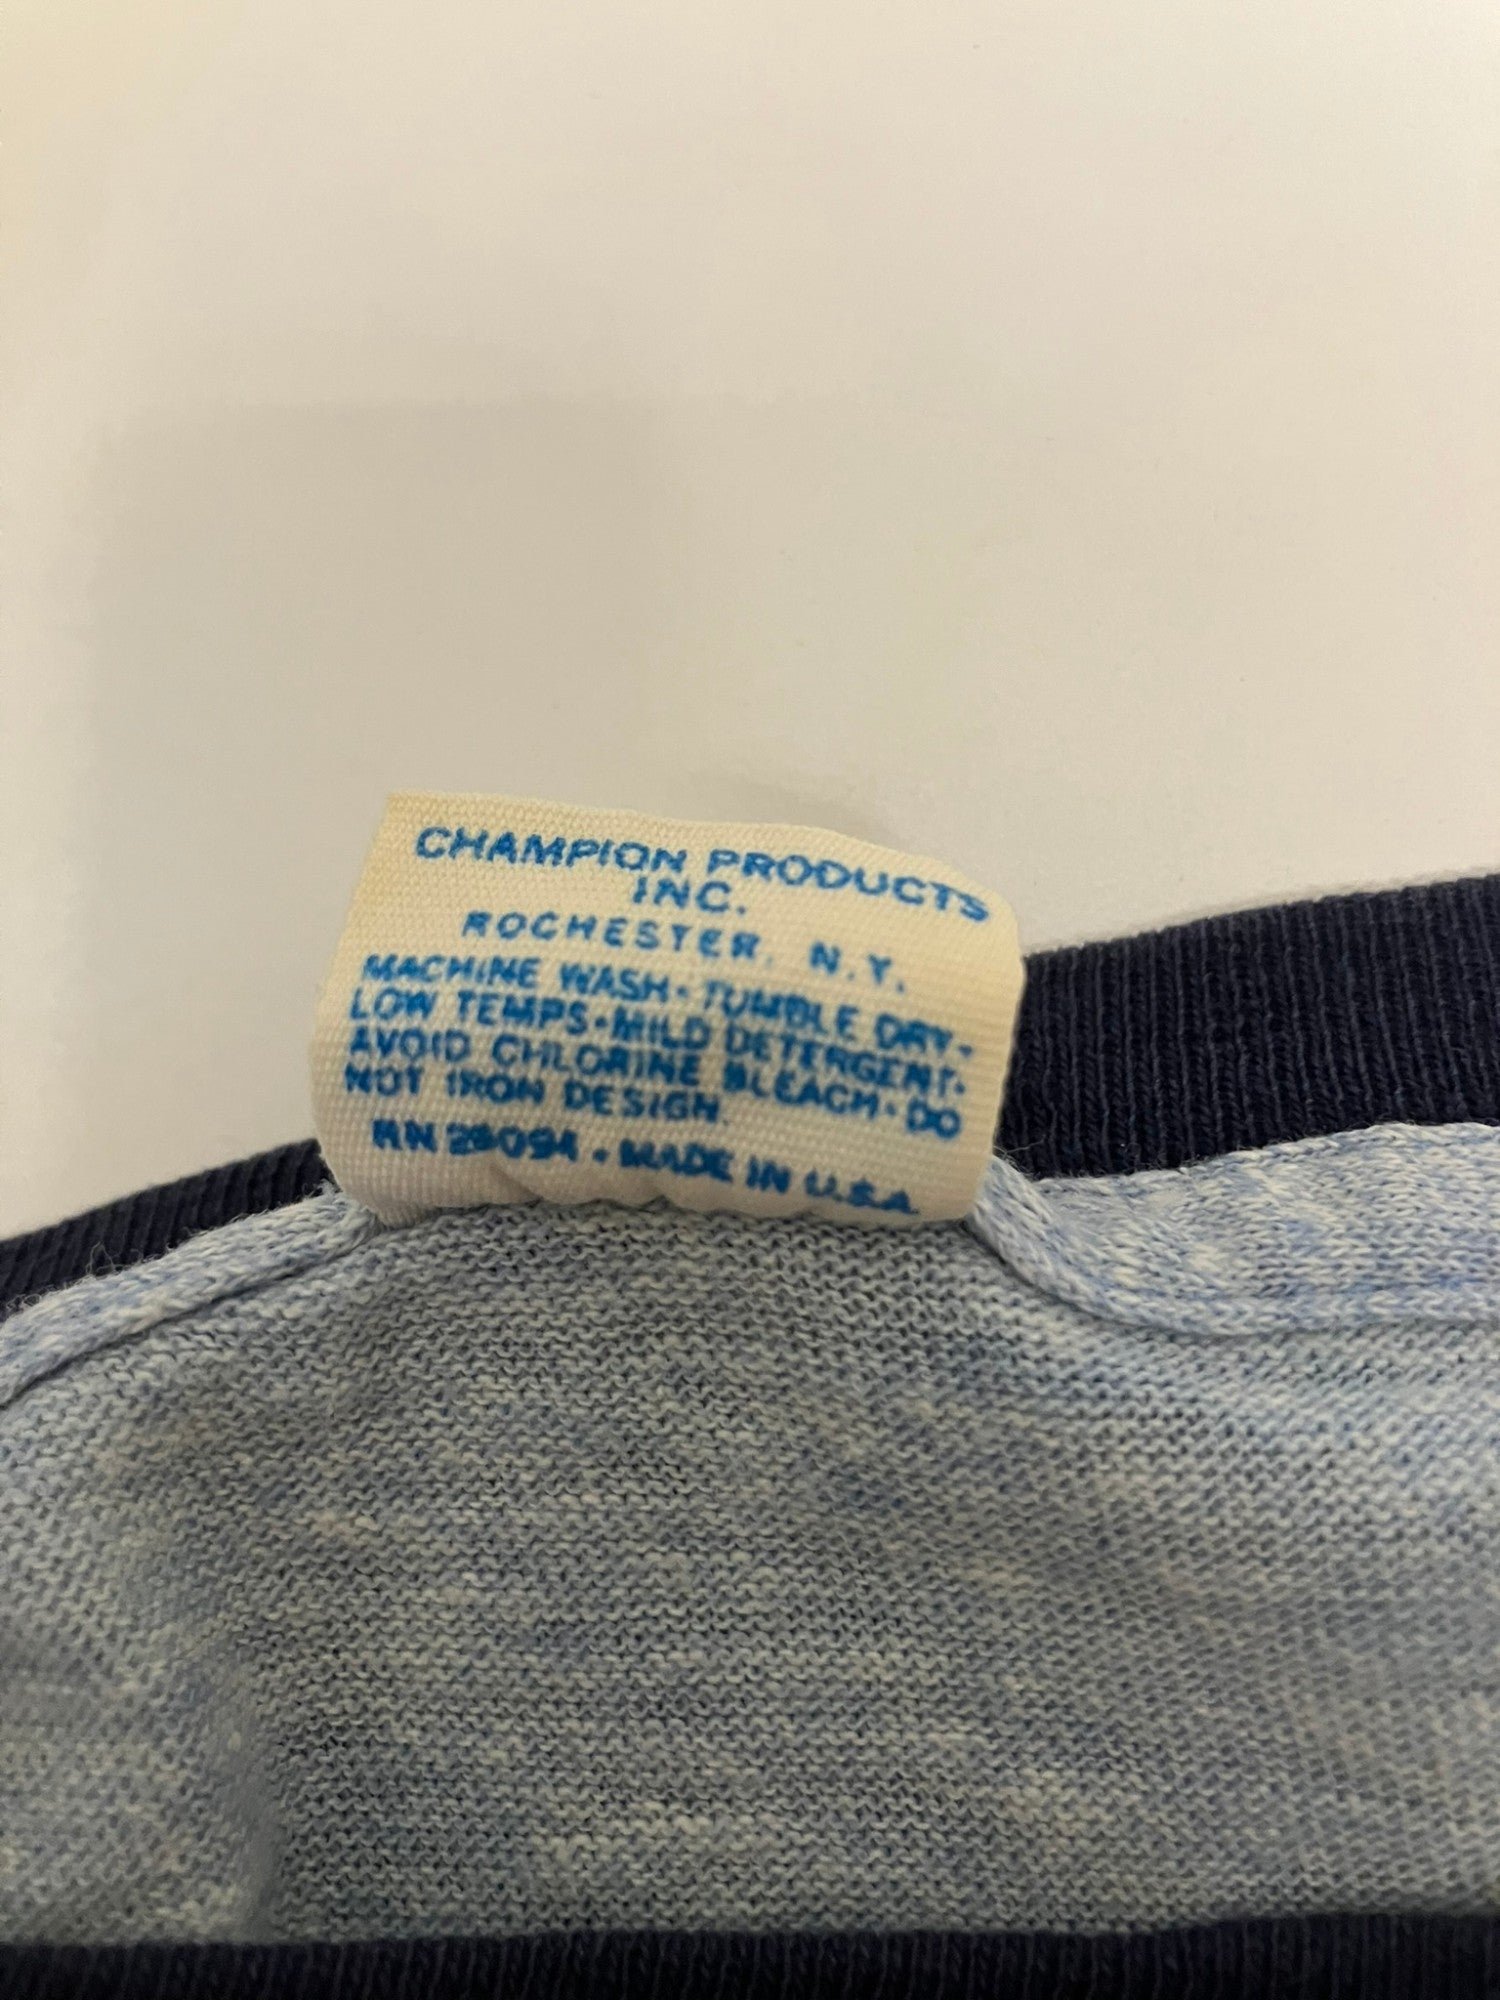 CHAMPION PRODUCTS
INC.
ROCHESTER, N.Y.
MACHINE WASH • TUMBLE DRY •
LOW TEMPS • MILD DETERGENT •
AVOID CHLORINE BLEACH • DO
NOT IRON DESIGN.
RN 26094 • MADE IN U.S.A.